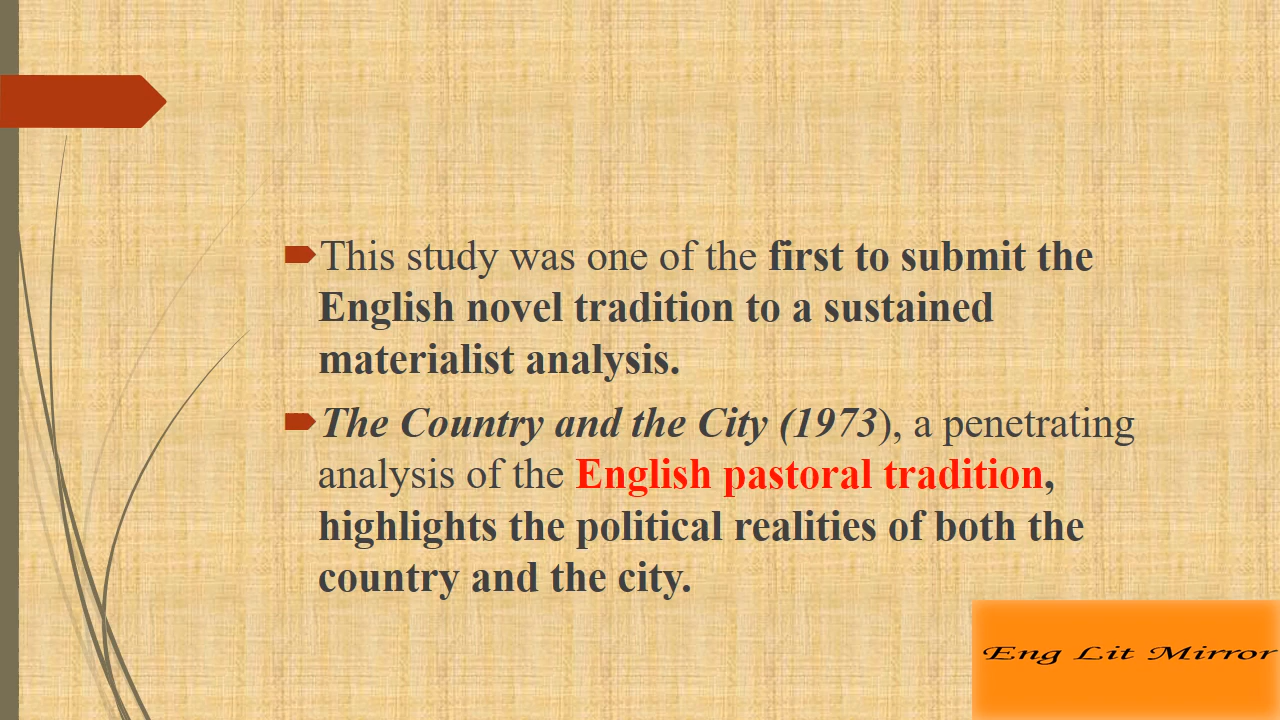 This study was one of the first to submit the
English novel tradition to a sustained
materialist analysis.
The Country and the City (1973), a penetrating
analysis of the English pastoral tradition,
highlights the political realities of both the
country and the city.
Eng Lit Mirror